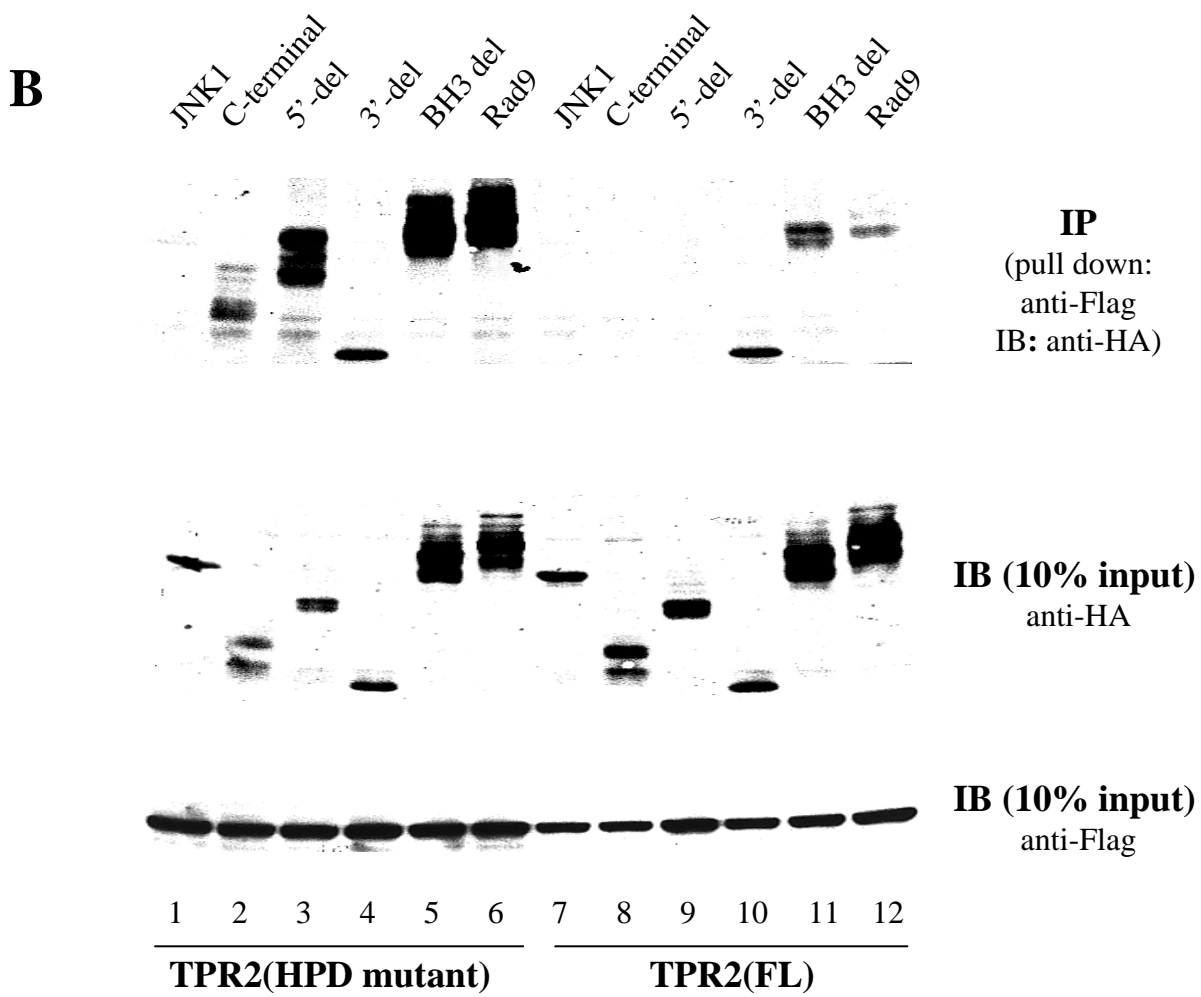 B
JNK1
C-terminal
5’-del
3’-del
BH3 del
Rad9
JNK1
C-terminal
5’-del
3’-del
BH3 del
Rad9
IP
(pull down:
anti-Flag
IB: anti-HA)
IB (10% input)
anti-HA
IB (10% input)
anti-Flag
1 2 3 4 5 6 7 8 9 10 11 12
TPR2(HPD mutant) TPR2(FL)